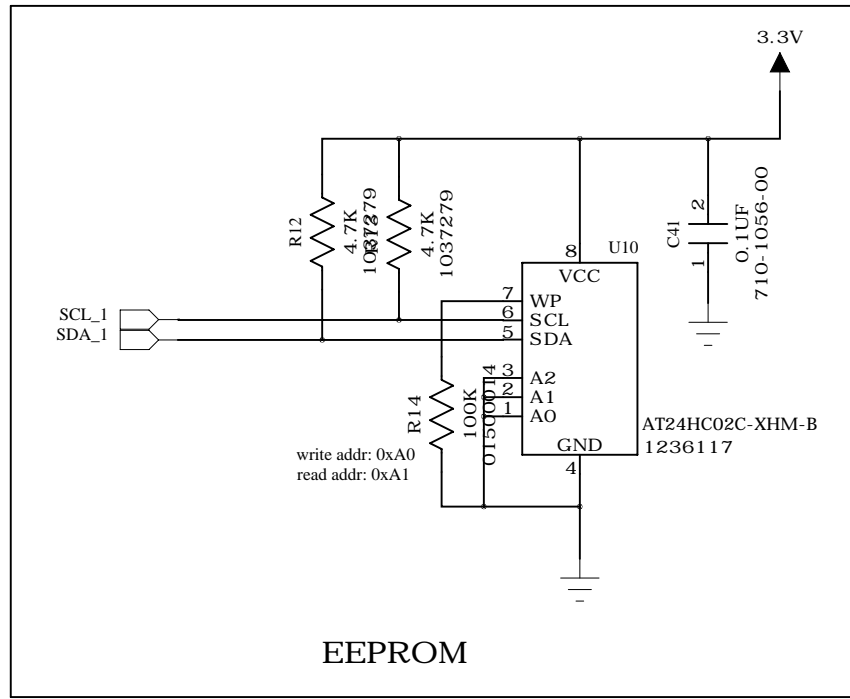 3.3V
R12
4.7K
1037279
4.7K
1037279
C41
2
1
0.1UF
710-1056-00
U10
8
VCC
7 WP
6 SCL
5 SDA
3 A2
2 A1
1 A0
GND
4
SCL_1
SDA_1
R14
100K
01500014
AT24HC02C-XHM-B
1236117
write addr: 0xA0
read addr: 0xA1
EEPROM